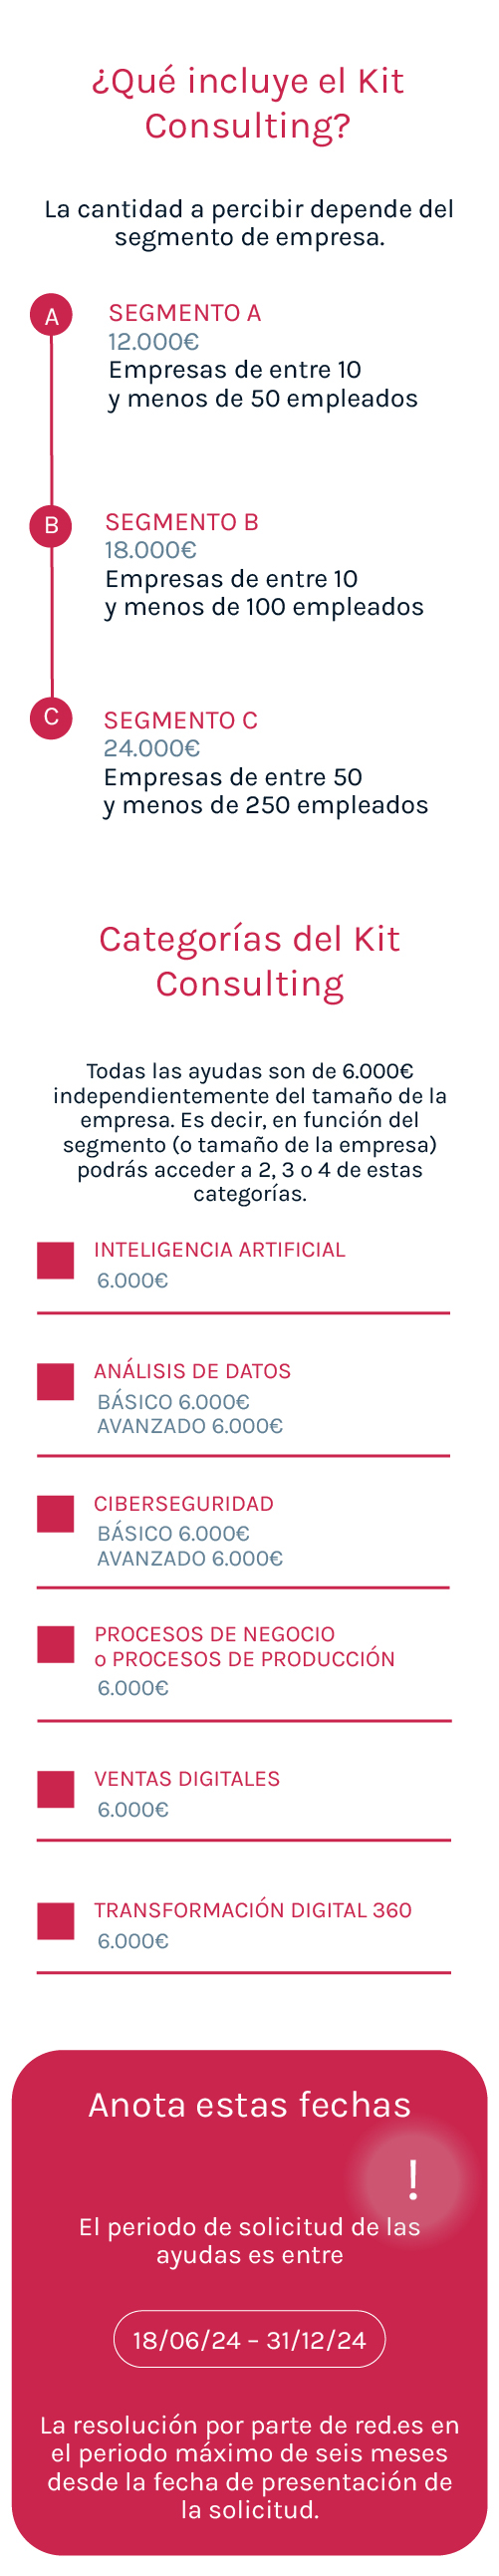 ¿Qué incluye el Kit
Consulting?
La cantidad a percibir depende del
segmento de empresa.
A
SEGMENTO A
12.000€
Empresas de entre 10
y menos de 50 empleados
B
SEGMENTO B
18.000€
Empresas de entre 10
y menos de 100 empleados
C
SEGMENTO C
24.000€
Empresas de entre 50
y menos de 250 empleados
Categorías del Kit
Consulting
Todas las ayudas son de 6.000€
independientemente del tamaño de la
empresa. Es decir, en función del
segmento (o tamaño de la empresa)
podrás acceder a 2, 3 o 4 de estas
categorías.
INTELIGENCIA ARTIFICIAL
6.000€
ANÁLISIS DE DATOS
BÁSICO 6.000€
AVANZADO 6.000€
CIBERSEGURIDAD
BÁSICO 6.000€
AVANZADO 6.000€
PROCESOS DE NEGOCIO
o PROCESOS DE PRODUCCIÓN
6.000€
VENTAS DIGITALES
6.000€
TRANSFORMACIÓN DIGITAL 360
6.000€
Anota estas fechas
!
El periodo de solicitud de las
ayudas es entre
18/06/24 – 31/12/24
La resolución por parte de red.es en
el periodo máximo de seis meses
desde la fecha de presentación de
la solicitud.